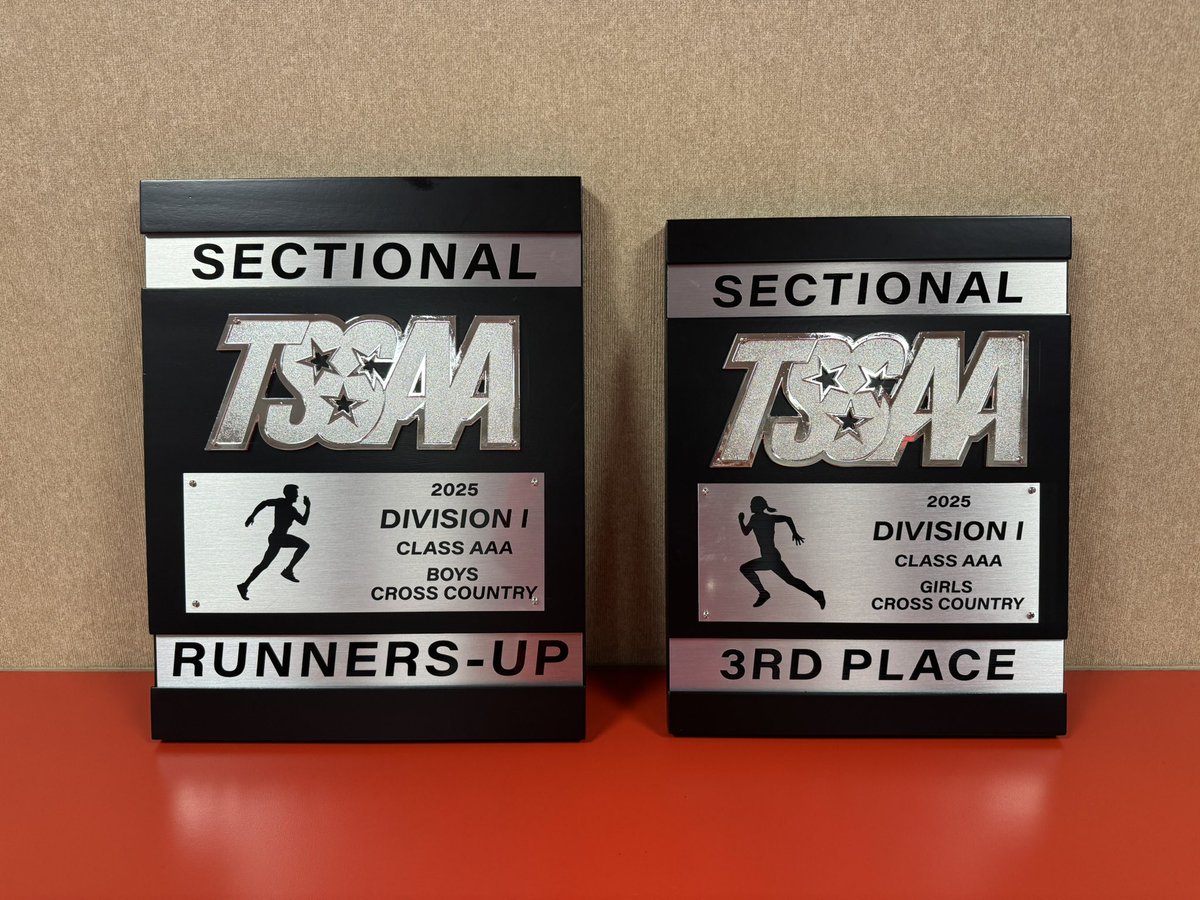 SECTIONAL
TSSAA
2025
DIVISION I
CLASS AAA
BOYS
CROSS COUNTRY
RUNNERS-UP
SECTIONAL
TSSAA
2025
DIVISION I
CLASS AAA
GIRLS
CROSS COUNTRY
3RD PLACE